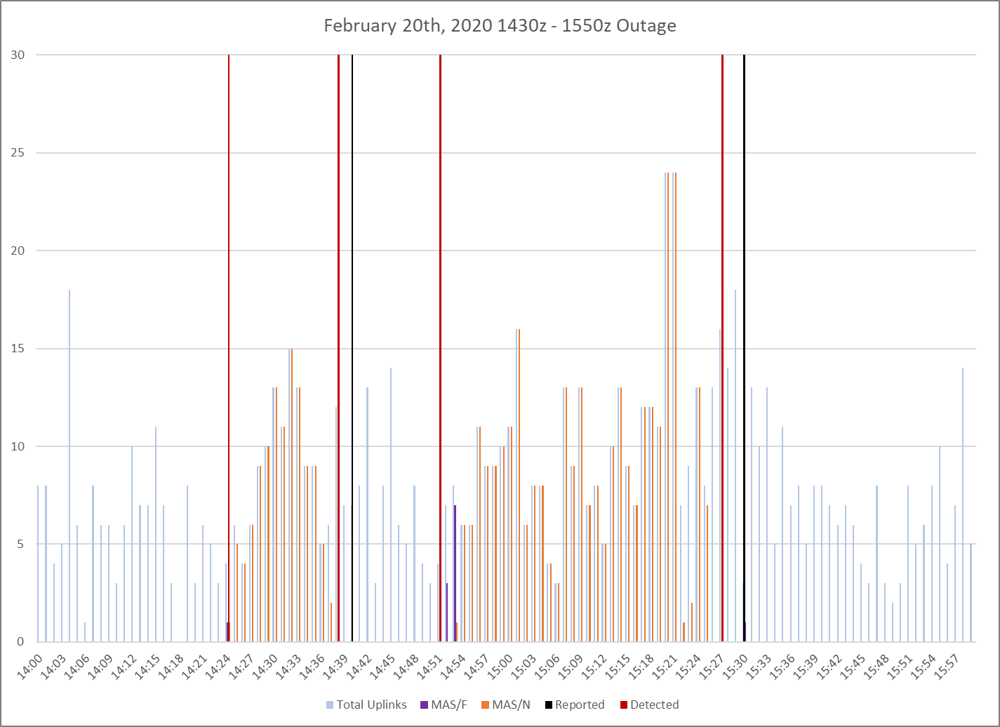 February 20th, 2020 1430z - 1550z Outage
30
25
20
15
10
5
0
14:00 14:03 14:06 14:09 14:12 14:15 14:18 14:21 14:24 14:27 14:30 14:33 14:36 14:39 14:42 14:45 14:48 14:51 14:54 14:57 15:00 15:03 15:06 15:09 15:12 15:15 15:18 15:21 15:24 15:27 15:30 15:33 15:36 15:39 15:42 15:45 15:48 15:51 15:54 15:57
Total Uplinks MAS/F MAS/N Reported Detected